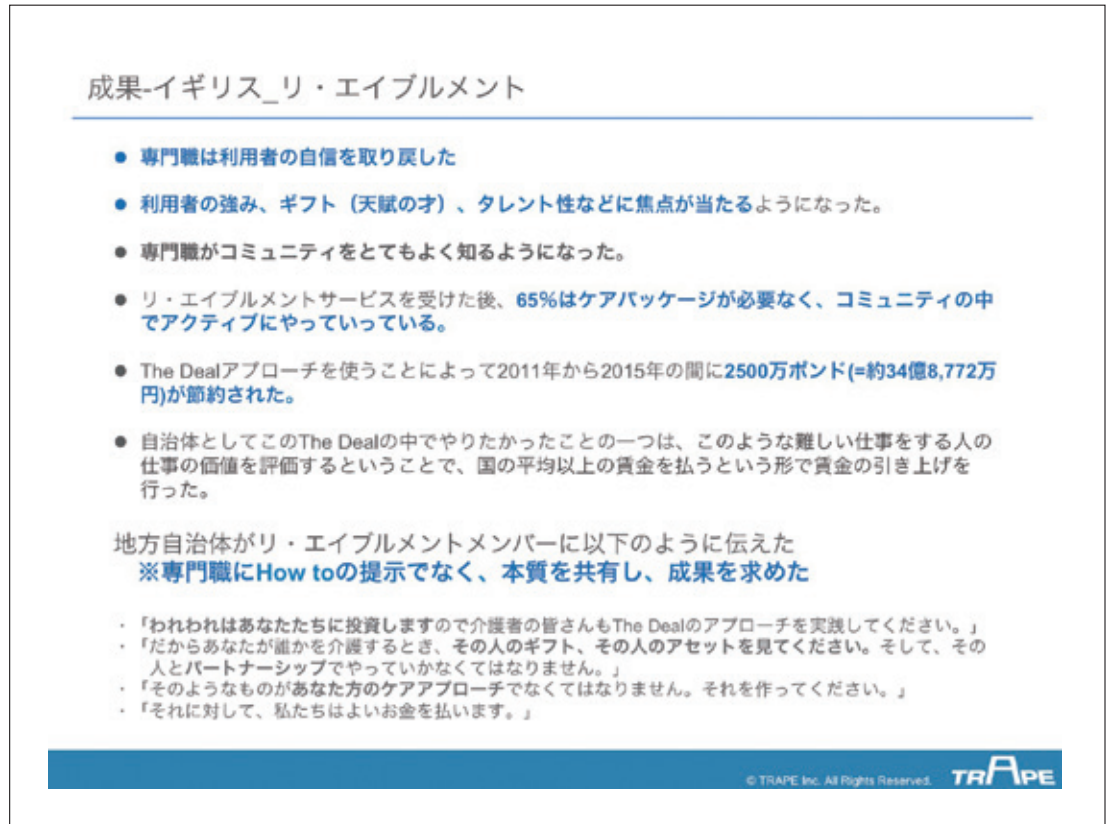 成果-イギリス_リ・エイブルメント
● 専門職は利用者の自信を取り戻した
● 利用者の強み、ギフト（天賦の才）、タレント性などに焦点が当たるようになった。
● 専門職がコミュニティをとてもよく知るようになった。
● リ・エイブルメントサービスを受けた後、65%はケアパッケージが必要なく、コミュニティの中
でアクティブにやっていっている。
● The Dealアプローチを使うことによって2011年から2015年の間に2500万ポンド(=約34億8,772万
円)が節約された。
● 自治体としてこのThe Dealの中でやりたかったことの一つは、このような難しい仕事をする人の
仕事の価値を評価するということで、国の平均以上の賃金を払うという形で賃金の引き上げを
行った。
地方自治体がリ・エイブルメントメンバーに以下のように伝えた
※専門職にHow toの提示でなく、本質を共有し、成果を求めた
・「われわれはあなたたちに投資しますので介護者の皆さんもThe Dealのアプローチを実践してください。」
・「だからあなたが誰かを介護するとき、その人のギフト、その人のアセットを見てください。そして、その
人とパートナーシップでやっていかなくてはなりません。」
・「そのようなものがあなた方のケアアプローチでなくてはなりません。それを作ってください。」
・「それに対して、私たちはよいお金を払います。」
© TRAPE Inc. All Rights Reserved. TRAPE